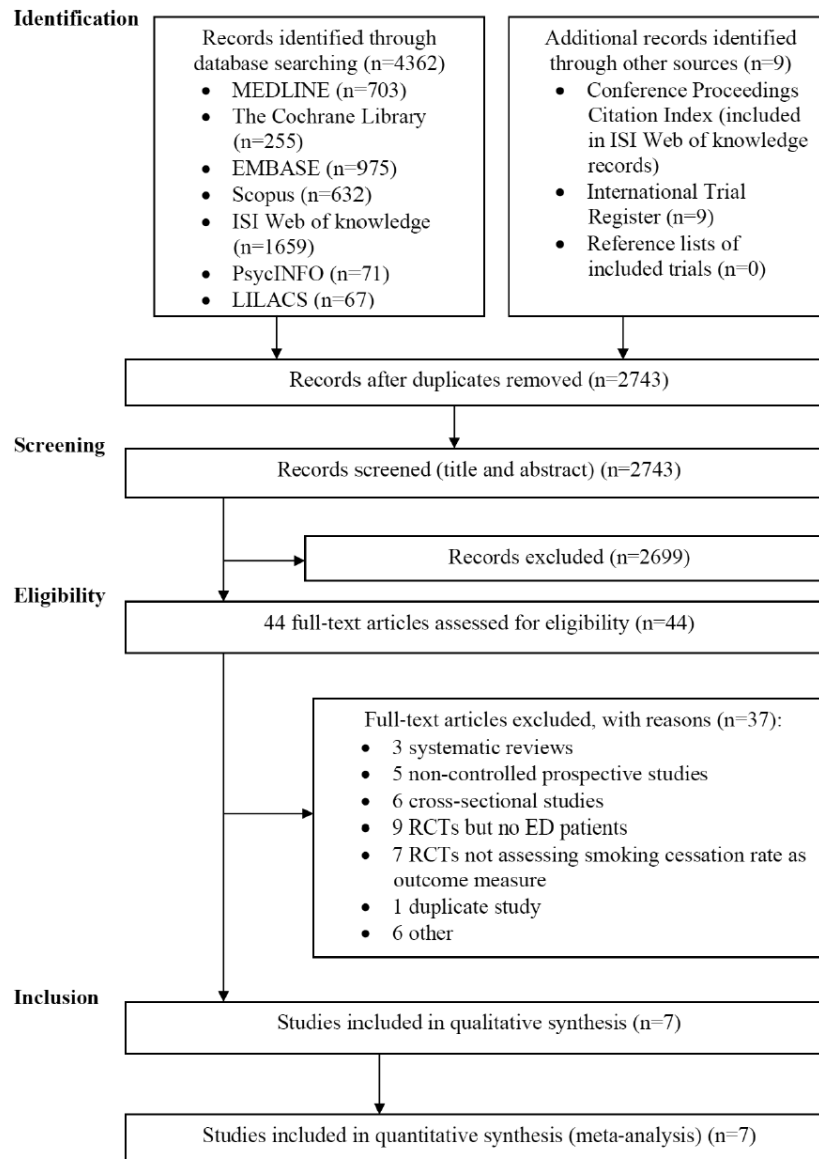 Identification
Records identified through
database searching (n=4362)
• MEDLINE (n=703)
• The Cochrane Library
(n=255)
• EMBASE (n=975)
• Scopus (n=632)
• ISI Web of knowledge
(n=1659)
• PsycINFO (n=71)
• LILACS (n=67)
Additional records identified
through other sources (n=9)
• Conference Proceedings
Citation Index (included
in ISI Web of knowledge
records)
• International Trial
Register (n=9)
• Reference lists of
included trials (n=0)
Records after duplicates removed (n=2743)
Screening
Records screened (title and abstract) (n=2743)
Records excluded (n=2699)
Eligibility
44 full-text articles assessed for eligibility (n=44)
Full-text articles excluded, with reasons (n=37):
• 3 systematic reviews
• 5 non-controlled prospective studies
• 6 cross-sectional studies
• 9 RCTs but no ED patients
• 7 RCTs not assessing smoking cessation rate as
outcome measure
• 1 duplicate study
• 6 other
Inclusion
Studies included in qualitative synthesis (n=7)
Studies included in quantitative synthesis (meta-analysis) (n=7)